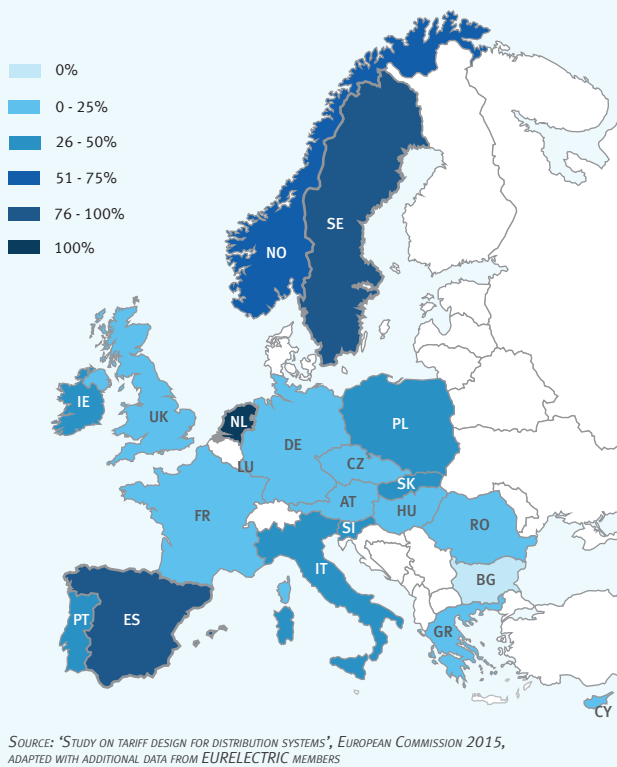 0%
0 - 25%
26 - 50%
51 - 75%
76 - 100%
100%
SE
NO
IE
UK
NL
PL
DE
LU
CZ
SK
FR
AT
HU
SI
RO
IT
BG
PT
ES
GR
CY
SOURCE: ‘STUDY ON TARIFF DESIGN FOR DISTRIBUTION SYSTEMS’, EUROPEAN COMMISSION 2015,
ADAPTED WITH ADDITIONAL DATA FROM EURELECTRIC MEMBERS